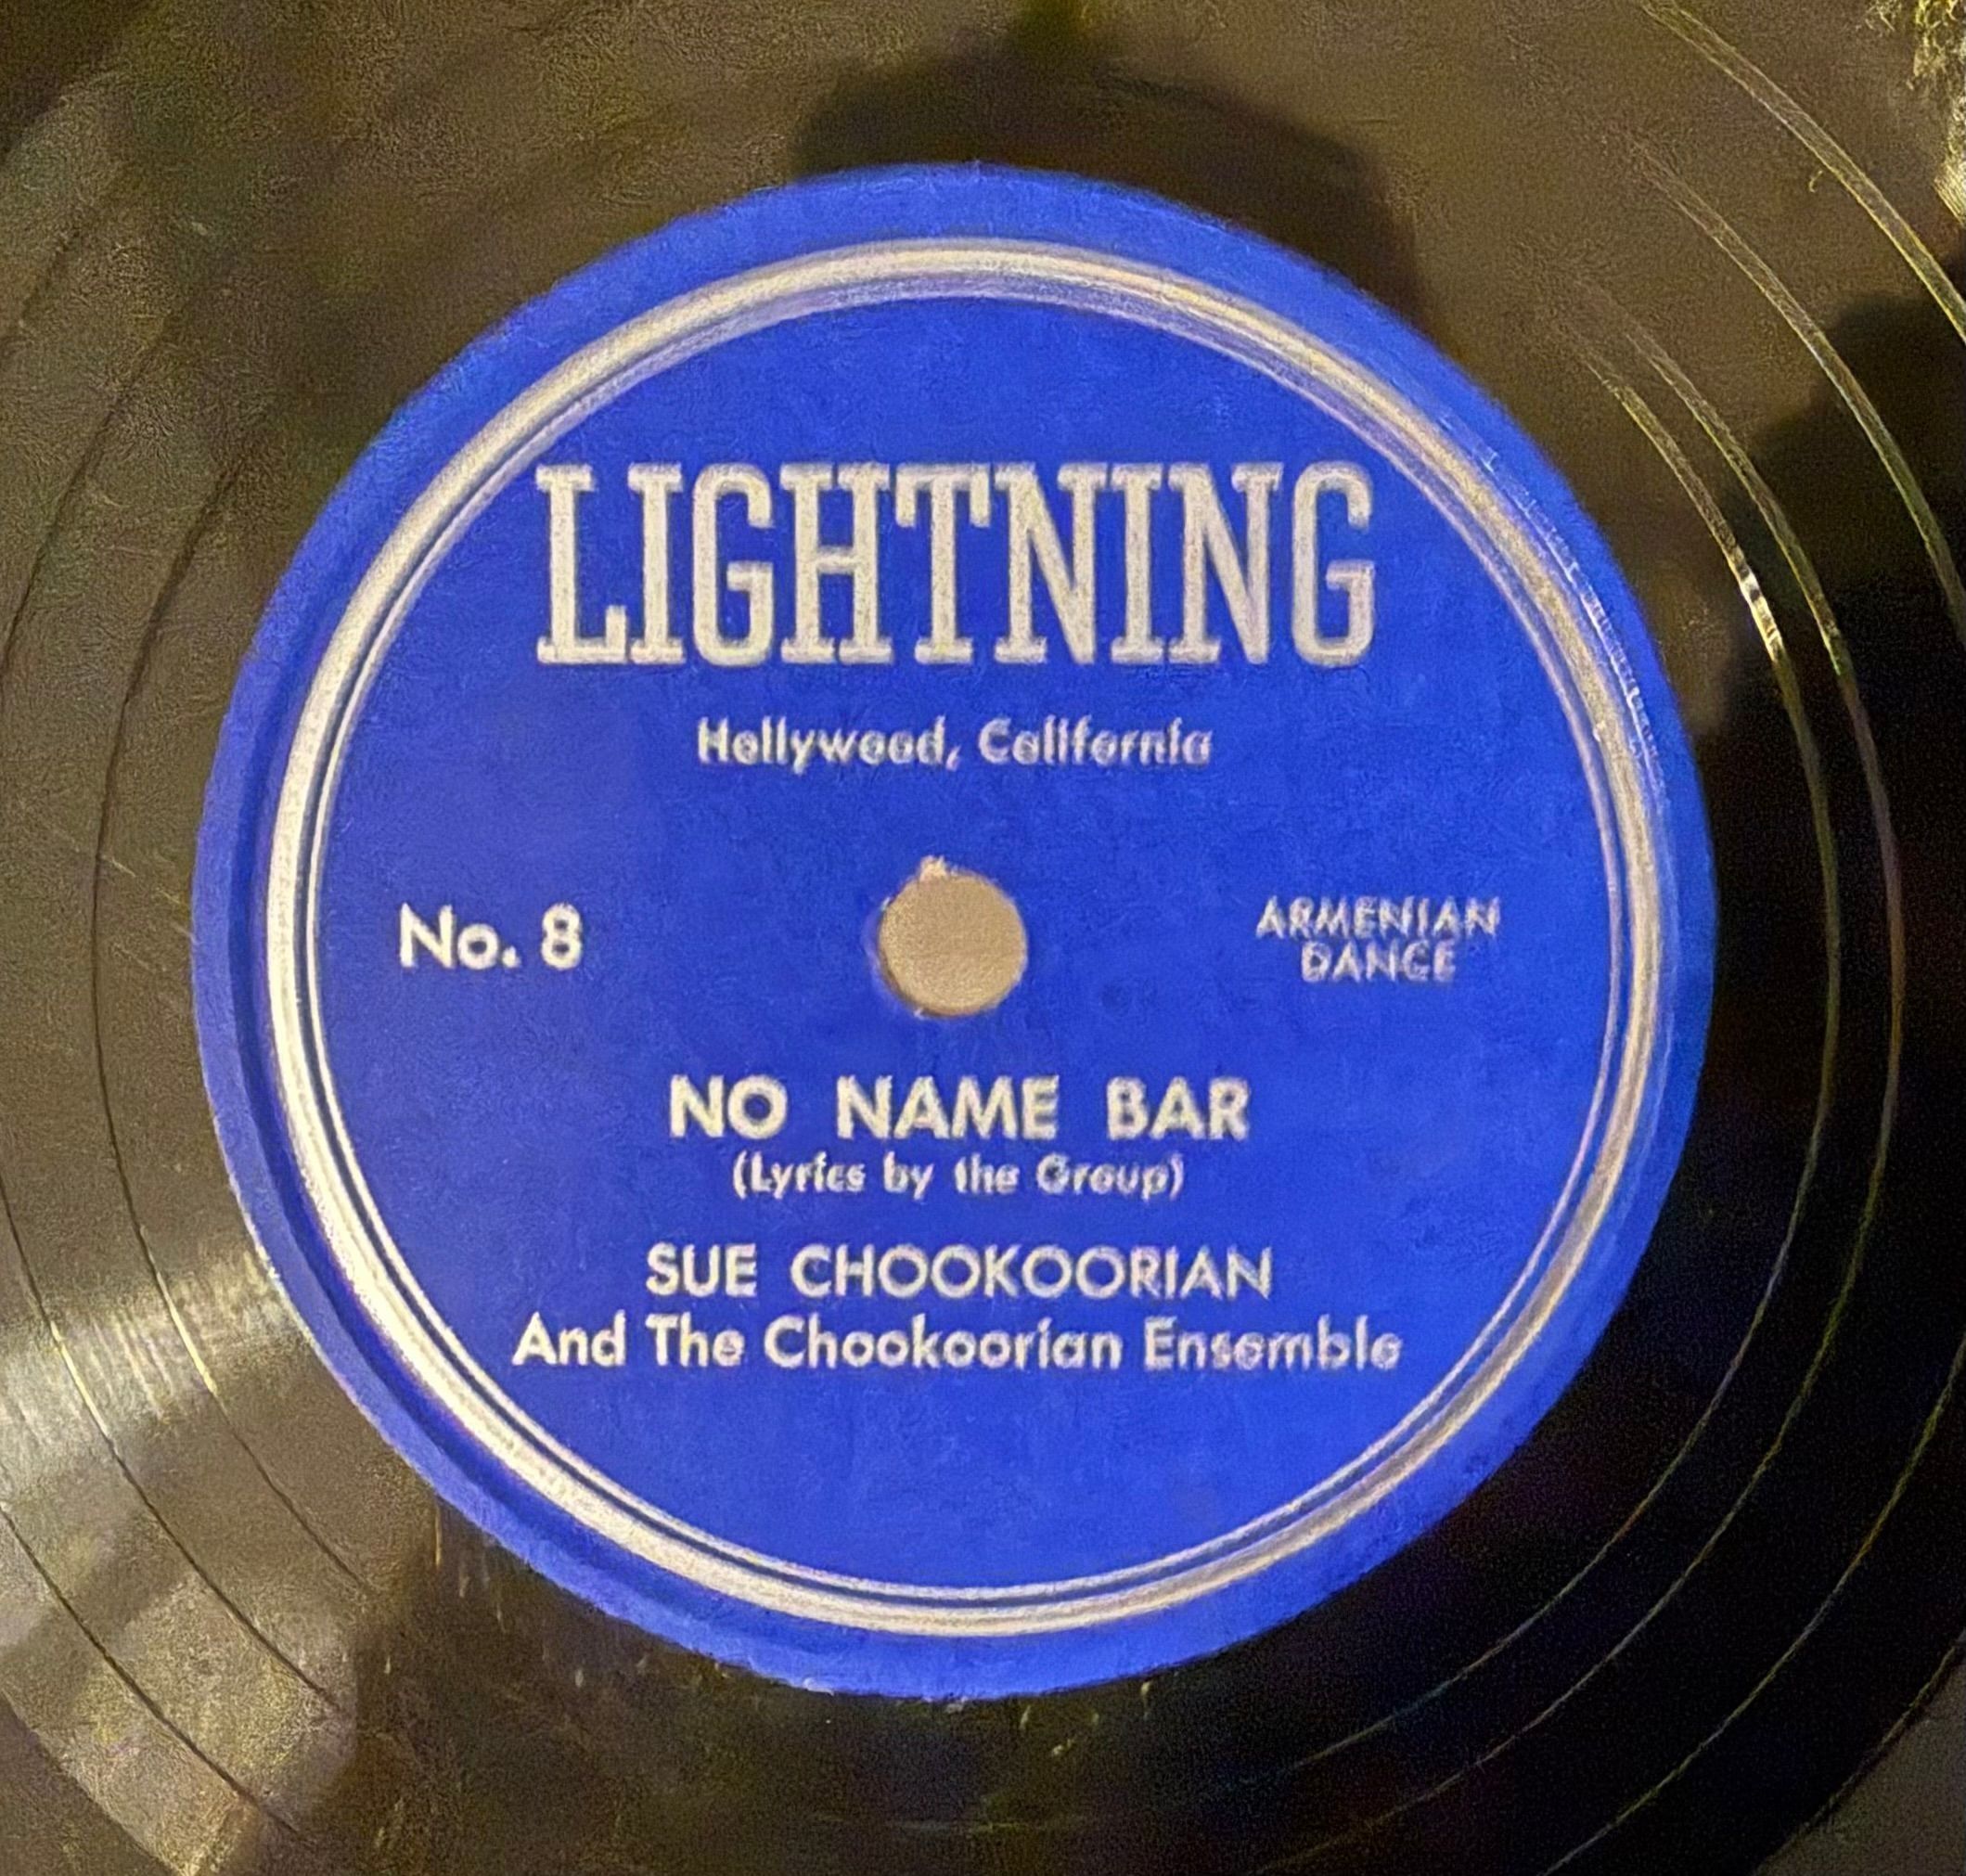 LIGHTNING
Hollywood, California
No. 8
ARMENIAN
DANCE
NO NAME BAR
(Lyrics by the Group)
SUE CHOOKOORIAN
And The Chookoorian Ensemble